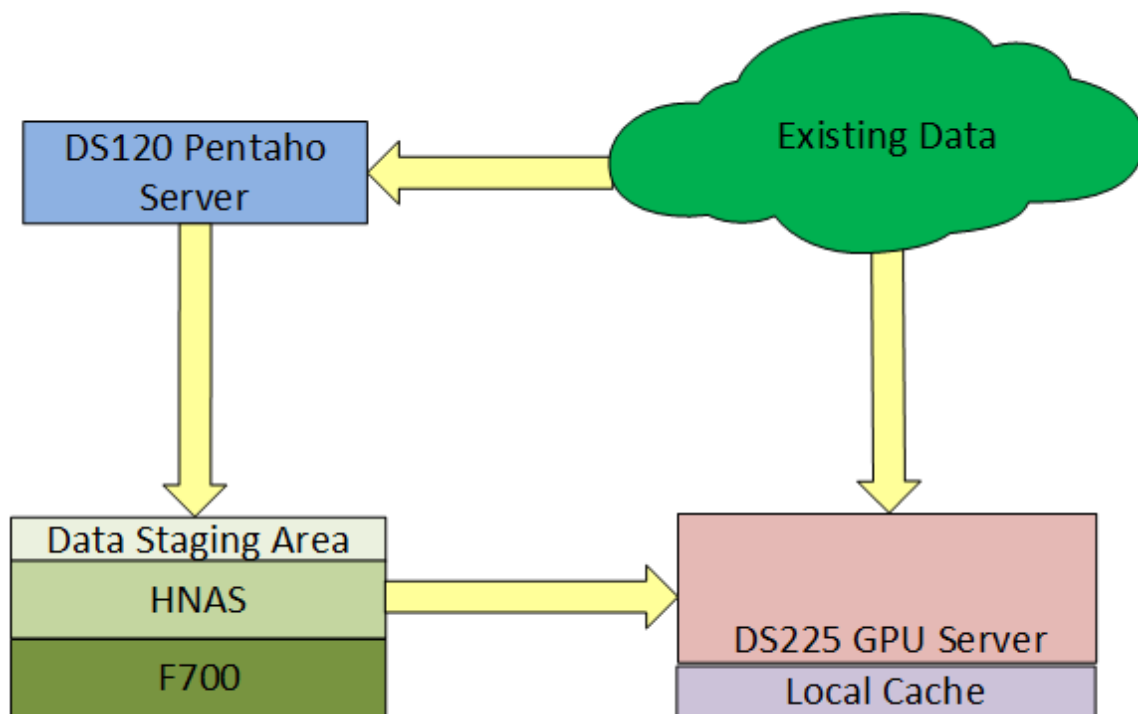 Existing Data
DS120 Pentaho
Server
Data Staging Area
HNAS
F700
DS225 GPU Server
Local Cache